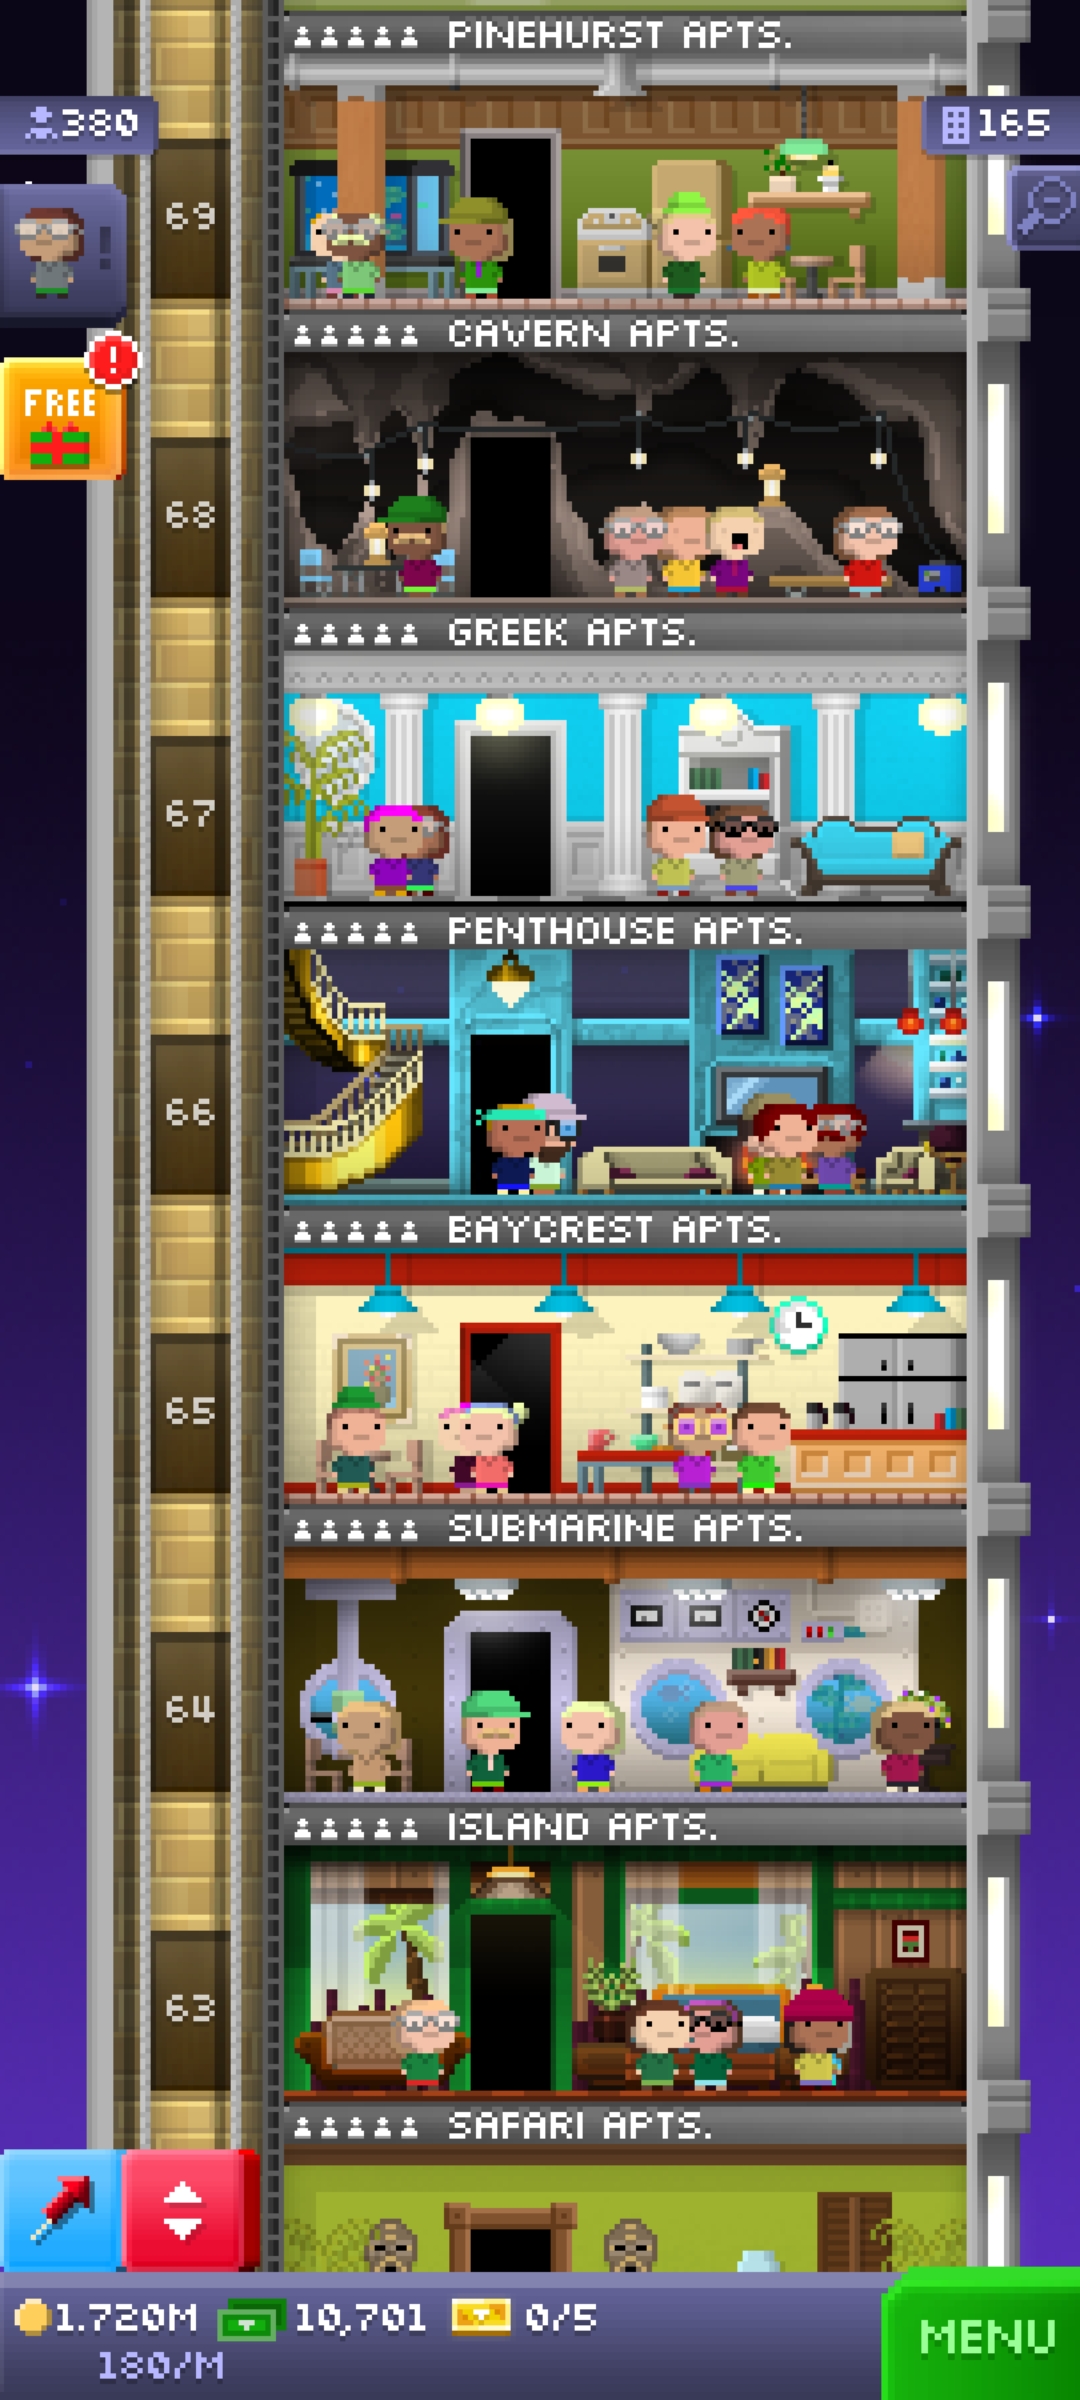 PINEHURST APTS.
380
165
69
CAVERN APTS.
FREE
68
GREEK APTS.
67
PENTHOUSE APTS.
66
BAYCREST APTS.
65
SUBMARINE APTS.
64
ISLAND APTS.
63
SAFARI APTS.
1.720M 10,701 0/5
180/M
MENU